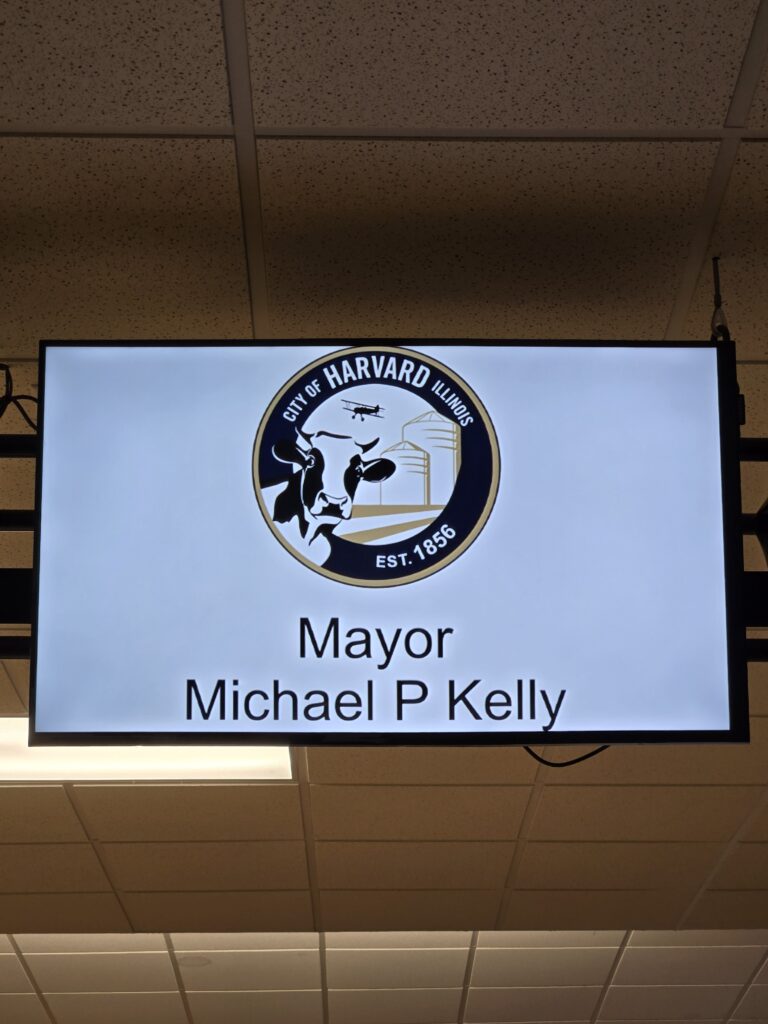 CITY OF HARVARD ILLINOIS
EST. 1856
Mayor
Michael P Kelly